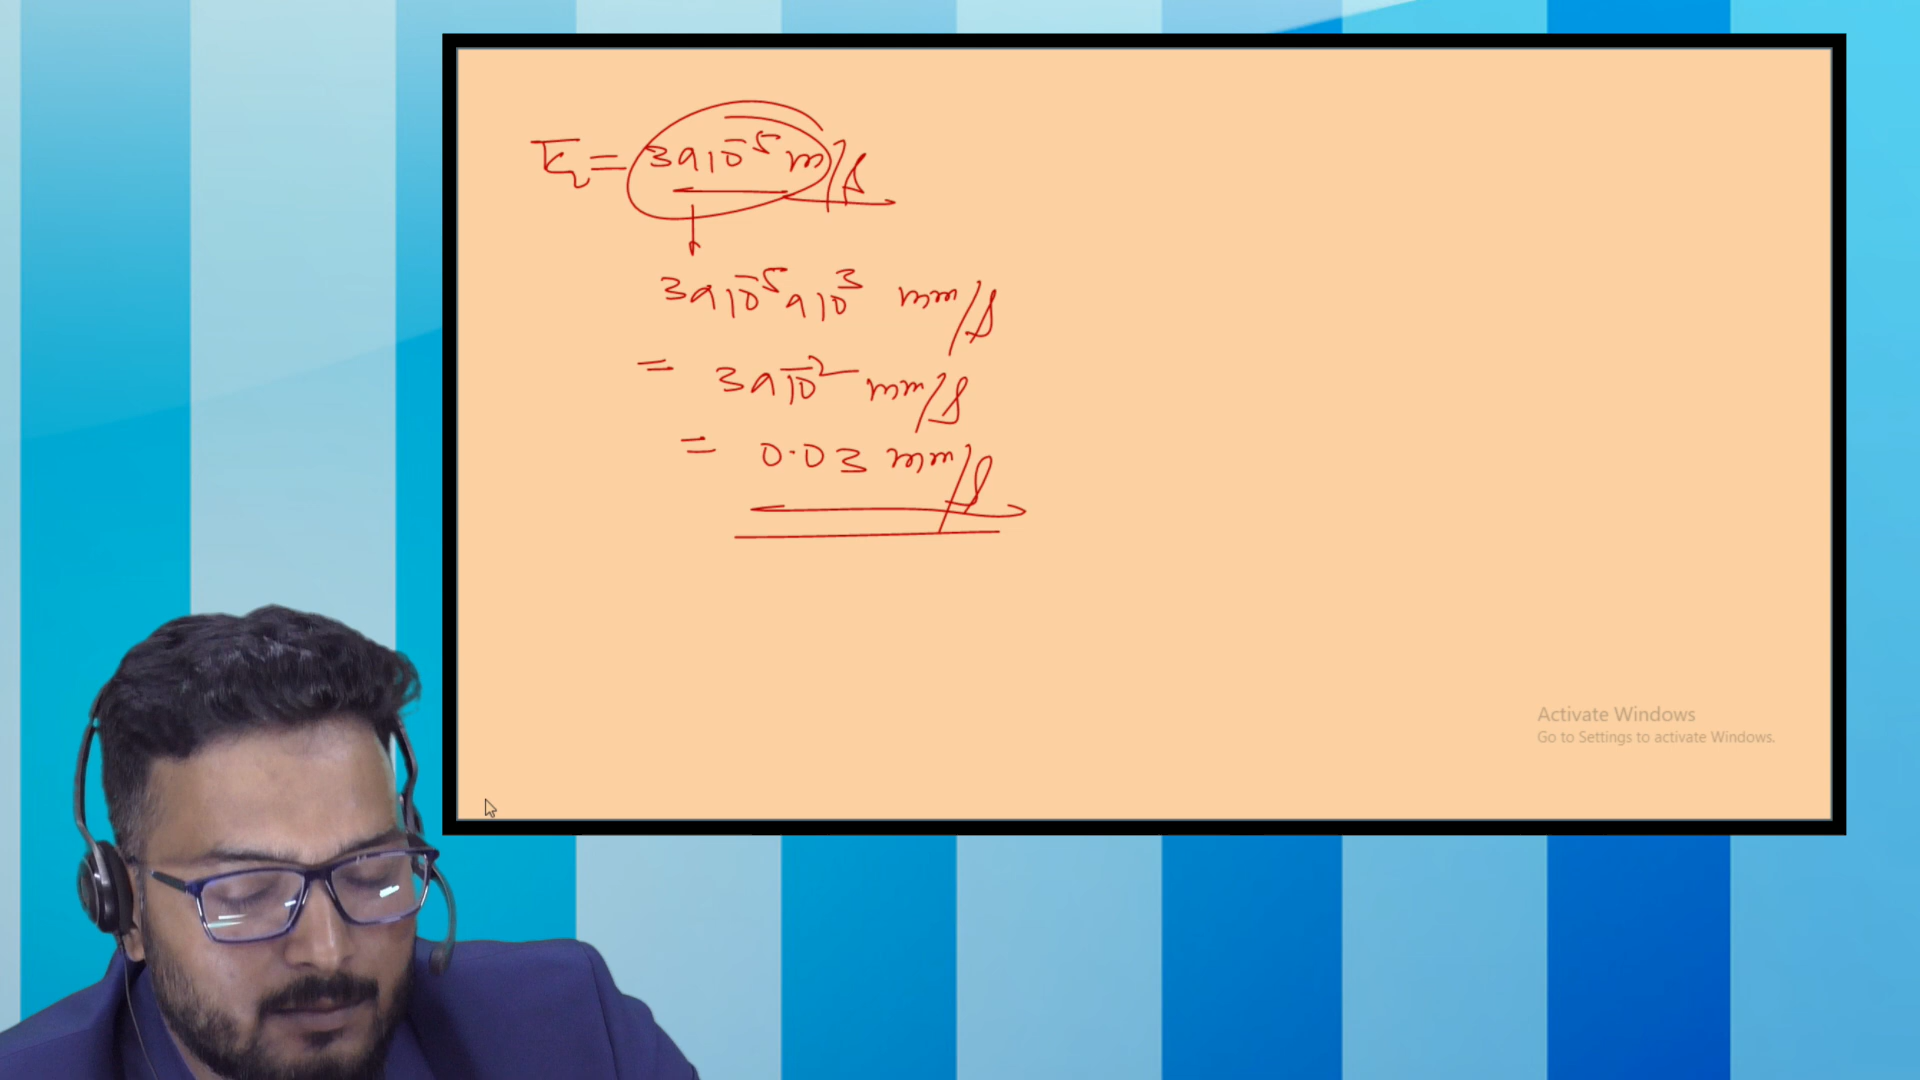 = 3×10⁻⁵ m/s
3×10⁻⁵×10³ mm/s
= 3×10⁻² mm/s
= 0.03 mm/s
Activate Windows
Go to Settings to activate Windows.